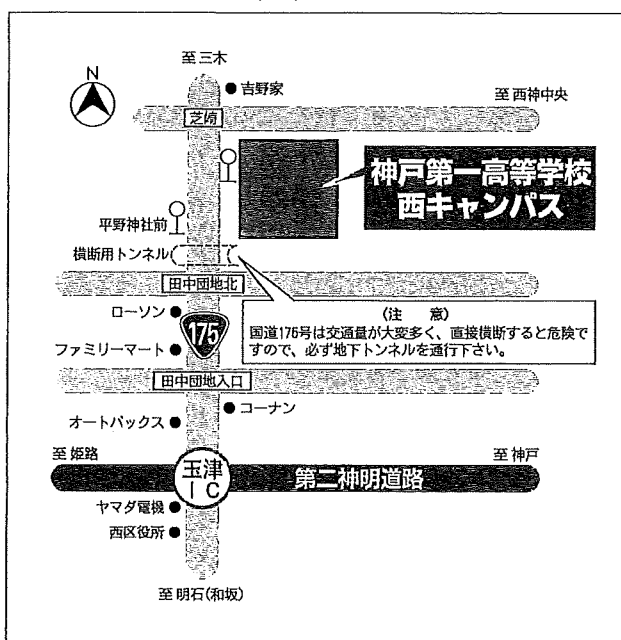 至 三木
N
吉野家
至 西神中央
芝崎
神戸第一高等学校
西キャンパス
平野神社前
横断用トンネル
田中団地北
ローソン
(注 意)
国道175号は交通量が大変多く、直接横断すると危険で
すので、必ず地下トンネルを通行下さい。
175
ファミリーマート
田中団地入口
コーナン
オートバックス
至 姫路
至 神戸
玉津
IC
第二神明道路
ヤマダ電機
西区役所
至 明石(和坂)